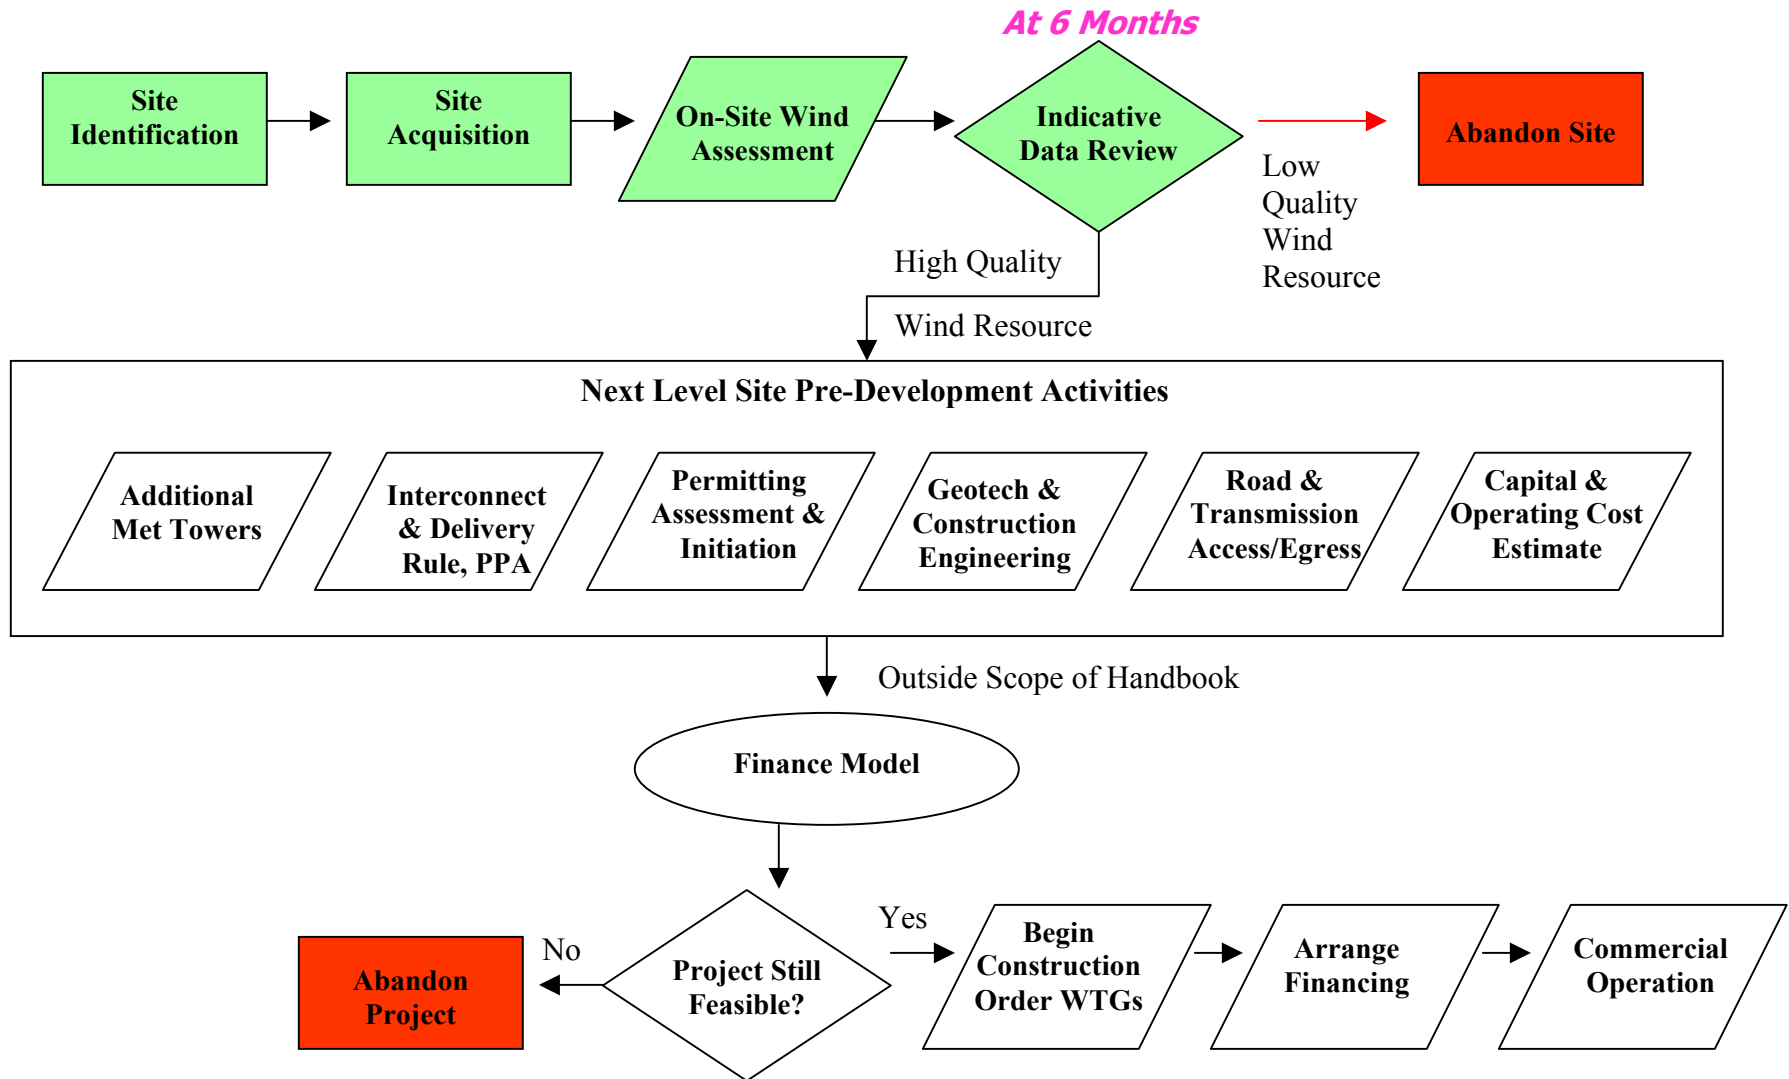 At 6 Months
Site
Identification
Site
Acquisition
On-Site Wind
Assessment
Indicative
Data Review
Abandon Site
Low
Quality
Wind
Resource
High Quality
Wind Resource
Next Level Site Pre-Development Activities
Additional
Met Towers
Interconnect
& Delivery
Rule, PPA
Permitting
Assessment &
Initiation
Geotech &
Construction
Engineering
Road &
Transmission
Access/Egress
Capital &
Operating Cost
Estimate
Outside Scope of Handbook
Finance Model
No
Abandon
Project
Project Still
Feasible?
Yes
Begin
Construction
Order WTGs
Arrange
Financing
Commercial
Operation